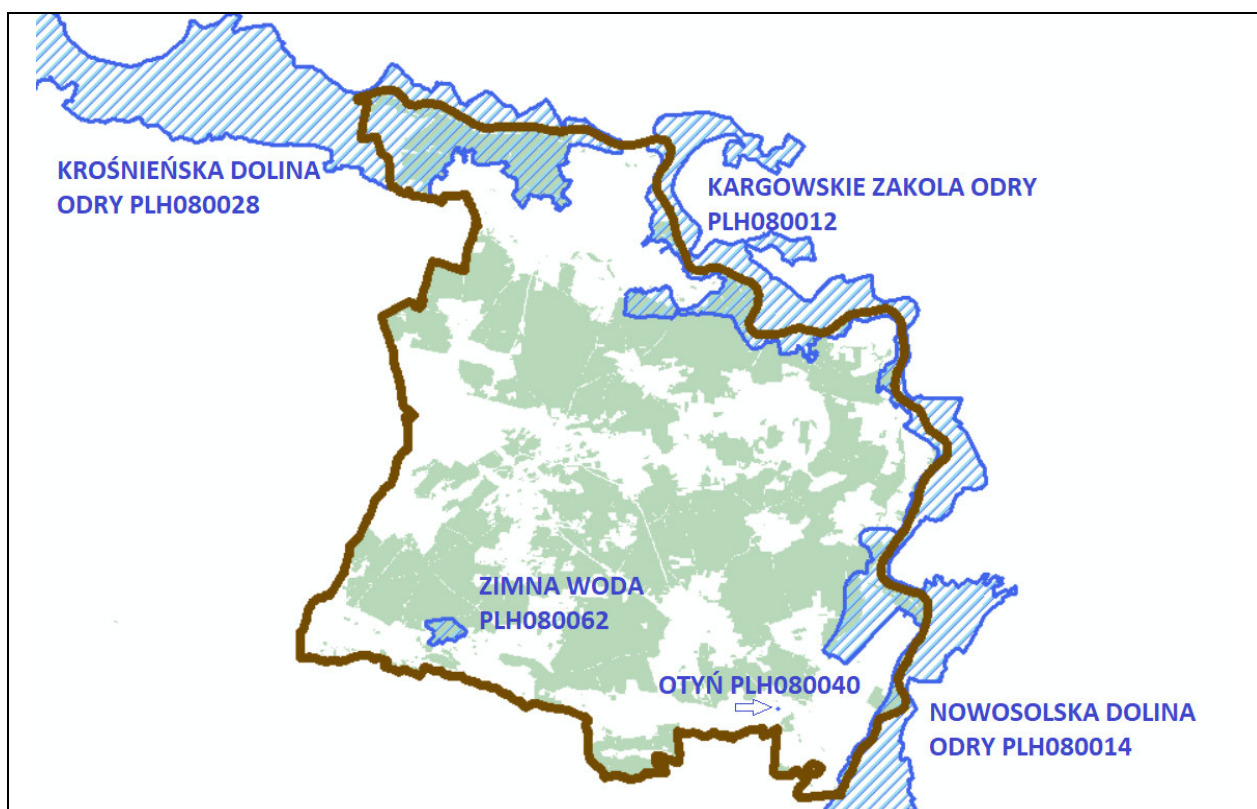 KROŚNIEŃSKA DOLINA
ODRY PLH080028
KARGOWSKIE ZAKOLA ODRY
PLH080012
ZIMNA WODA
PLH080062
OTYŃ PLH080040
NOWOSOLSKA DOLINA
ODRY PLH080014